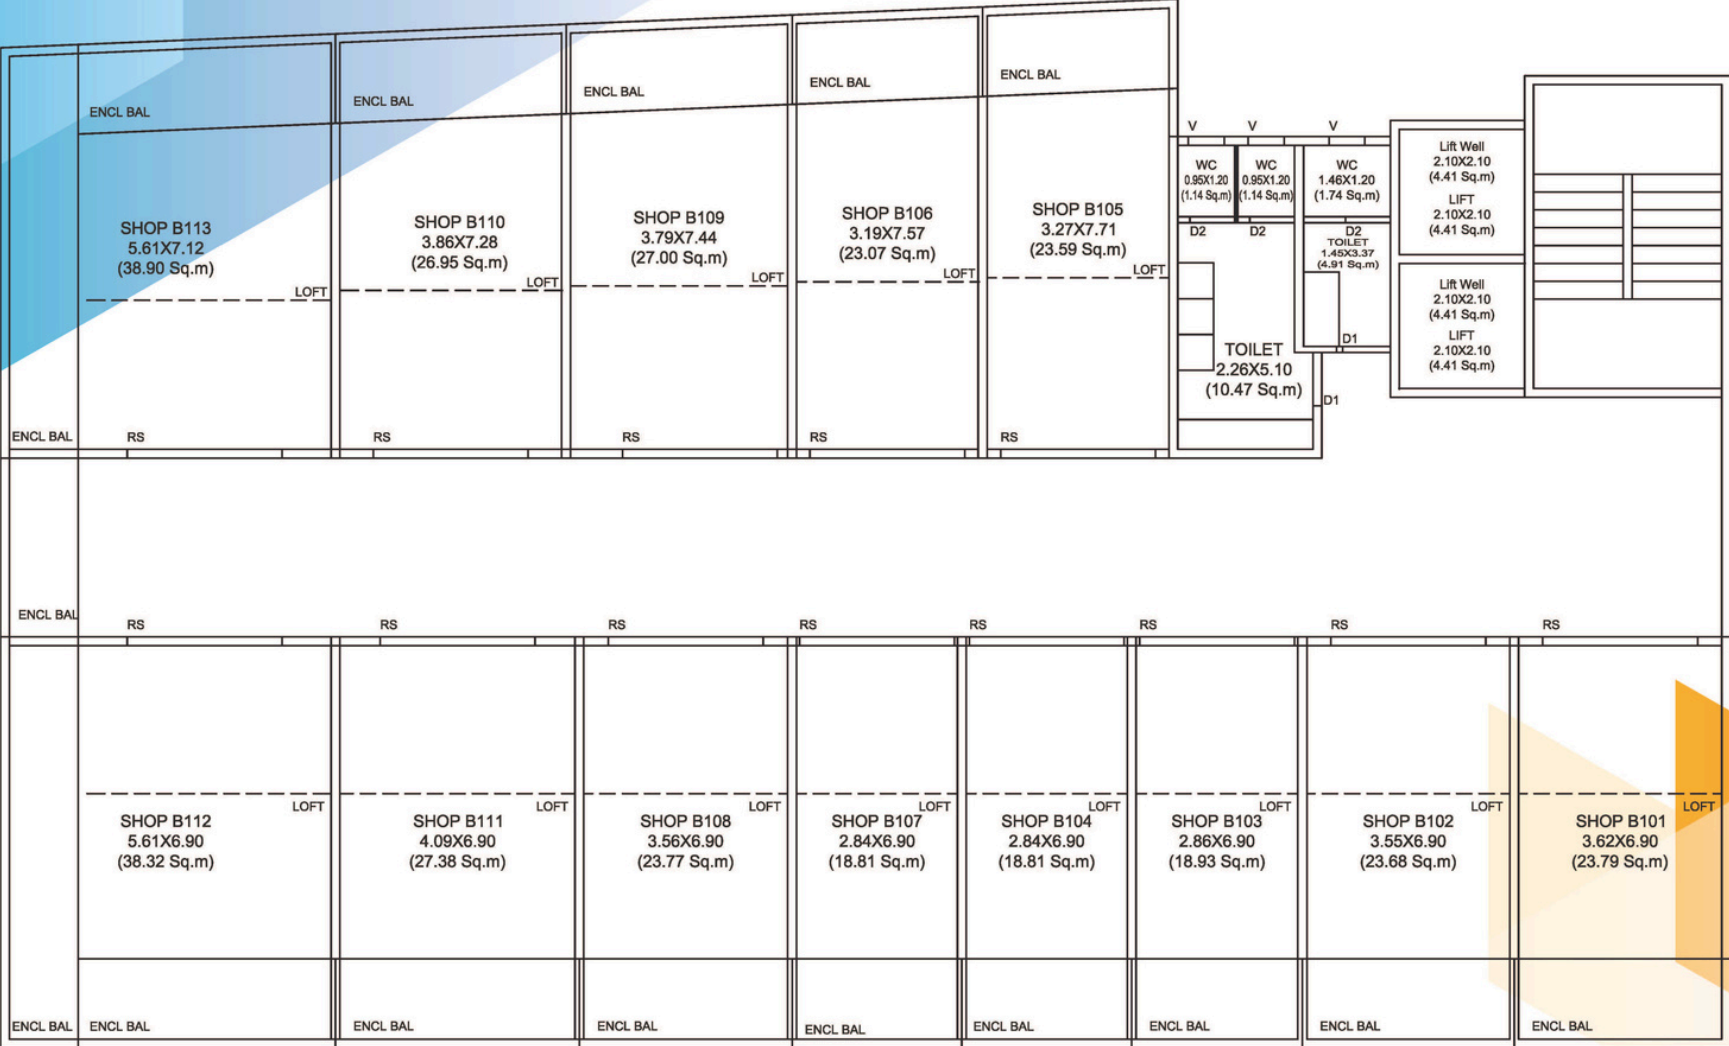 ENCL BAL
ENCL BAL
ENCL BAL
ENCL BAL
ENCL BAL
SHOP B113
5.61X7.12
(38.90 Sq.m)
LOFT
SHOP B110
3.86X7.28
(26.95 Sq.m)
LOFT
SHOP B109
3.79X7.44
(27.00 Sq.m)
LOFT
SHOP B106
3.19X7.57
(23.07 Sq.m)
LOFT
SHOP B105
3.27X7.71
(23.59 Sq.m)
LOFT
V
V
V
WC
0.95X1.20
(1.14 Sq.m)
WC
0.95X1.20
(1.14 Sq.m)
WC
1.46X1.20
(1.74 Sq.m)
D2
D2
D2
TOILET
1.45X3.37
(4.91 Sq.m)
D1
TOILET
2.26X5.10
(10.47 Sq.m)
D1
Lift Well
2.10X2.10
(4.41 Sq.m)
LIFT
2.10X2.10
(4.41 Sq.m)
Lift Well
2.10X2.10
(4.41 Sq.m)
LIFT
2.10X2.10
(4.41 Sq.m)
ENCL BAL
RS
RS
RS
RS
RS
ENCL BAL
RS
RS
RS
RS
RS
RS
RS
RS
LOFT
SHOP B112
5.61X6.90
(38.32 Sq.m)
LOFT
SHOP B111
4.09X6.90
(27.38 Sq.m)
LOFT
SHOP B108
3.56X6.90
(23.77 Sq.m)
LOFT
SHOP B107
2.84X6.90
(18.81 Sq.m)
LOFT
SHOP B104
2.84X6.90
(18.81 Sq.m)
LOFT
SHOP B103
2.86X6.90
(18.93 Sq.m)
LOFT
SHOP B102
3.55X6.90
(23.68 Sq.m)
LOFT
SHOP B101
3.62X6.90
(23.79 Sq.m)
ENCL BAL
ENCL BAL
ENCL BAL
ENCL BAL
ENCL BAL
ENCL BAL
ENCL BAL
ENCL BAL
ENCL BAL